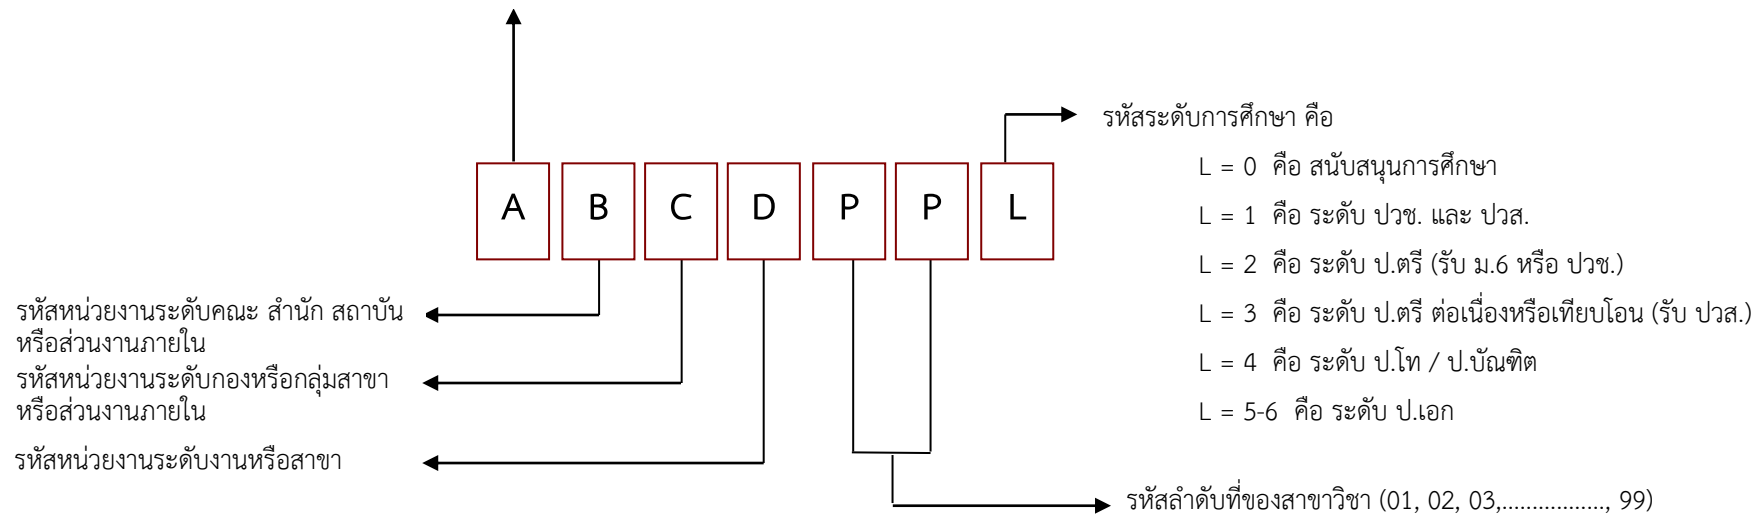 รหัสระดับการศึกษา คือ
L = 0 คือ สนับสนุนการศึกษา
L = 1 คือ ระดับ ปวช. และ ปวส.
L = 2 คือ ระดับ ป.ตรี (รับ ม.6 หรือ ปวช.)
L = 3 คือ ระดับ ป.ตรี ต่อเนื่องหรือเทียบโอน (รับ ปวส.)
L = 4 คือ ระดับ ป.โท / ป.บัณฑิต
L = 5-6 คือ ระดับ ป.เอก
A B C D P P L
รหัสหน่วยงานระดับคณะ สำนัก สถาบัน
หรือส่วนงานภายใน
รหัสหน่วยงานระดับกองหรือกลุ่มสาขา
หรือส่วนงานภายใน
รหัสหน่วยงานระดับงานหรือสาขา
รหัสลำดับที่ของสาขาวิชา (01, 02, 03,................., 99)